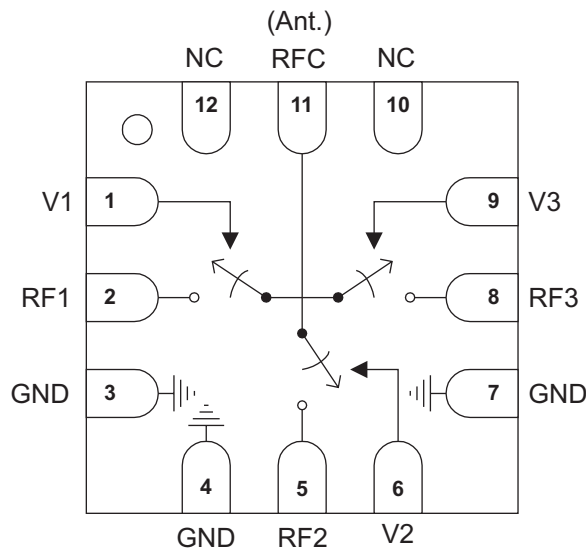 (Ant.)
NC RFC NC
12 11 10
V1 1 9 V3
RF1 2 8 RF3
GND 3 7 GND
4 5 6
GND RF2 V2